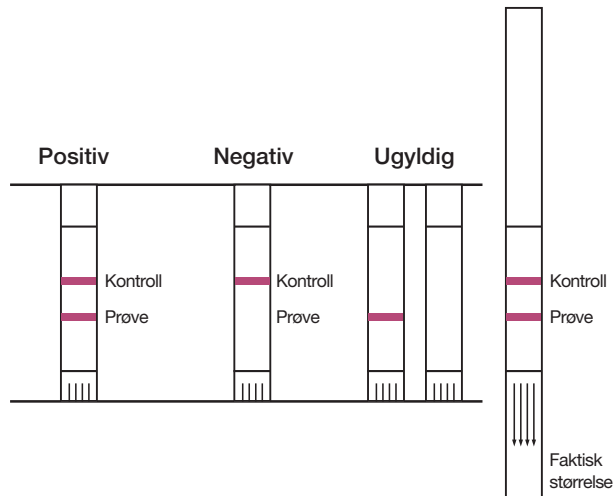 Positiv
Negativ
Ugyldig
Kontroll
Kontroll
Kontroll
Prøve
Prøve
Prøve
Faktisk
størrelse